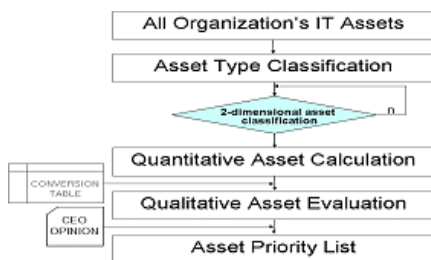 All Organization's IT Assets
Asset Type Classification
2-dimensional asset
classification
n
Quantitative Asset Calculation
CONVERSION
TABLE
Qualitative Asset Evaluation
CEO
OPINION
Asset Priority List